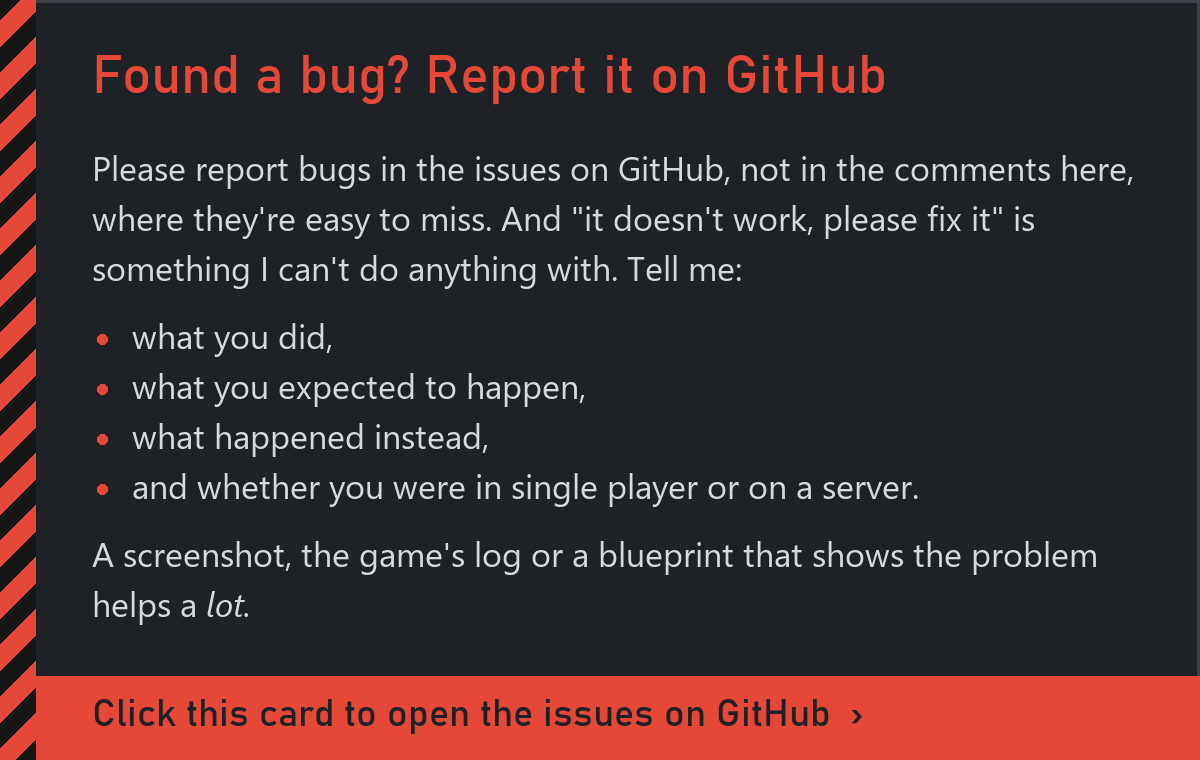 Found a bug? Report it on GitHub
Please report bugs in the issues on GitHub, not in the comments here,
where they're easy to miss. And "it doesn't work, please fix it" is
something I can't do anything with. Tell me:
• what you did,
• what you expected to happen,
• what happened instead,
• and whether you were in single player or on a server.
A screenshot, the game's log or a blueprint that shows the problem
helps a lot.
Click this card to open the issues on GitHub ›